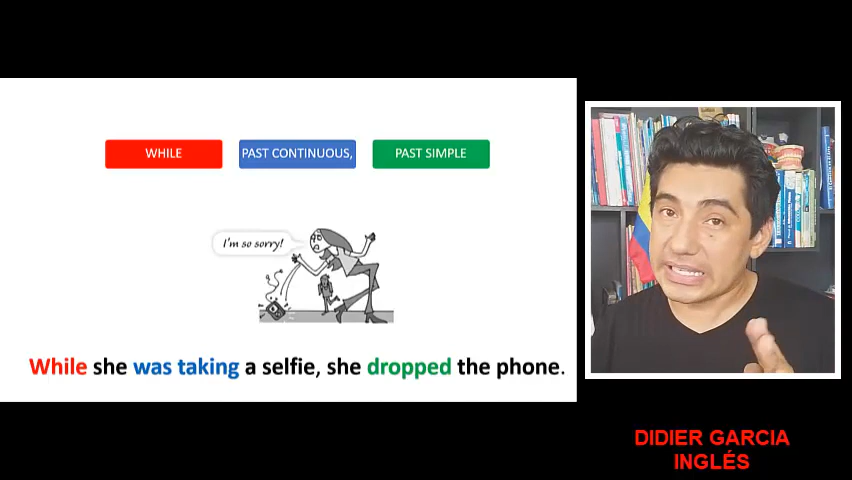 WHILE PAST CONTINUOUS, PAST SIMPLE
I'm so sorry!
While she was taking a selfie, she dropped the phone.
DIDIER GARCIA
INGLÉS